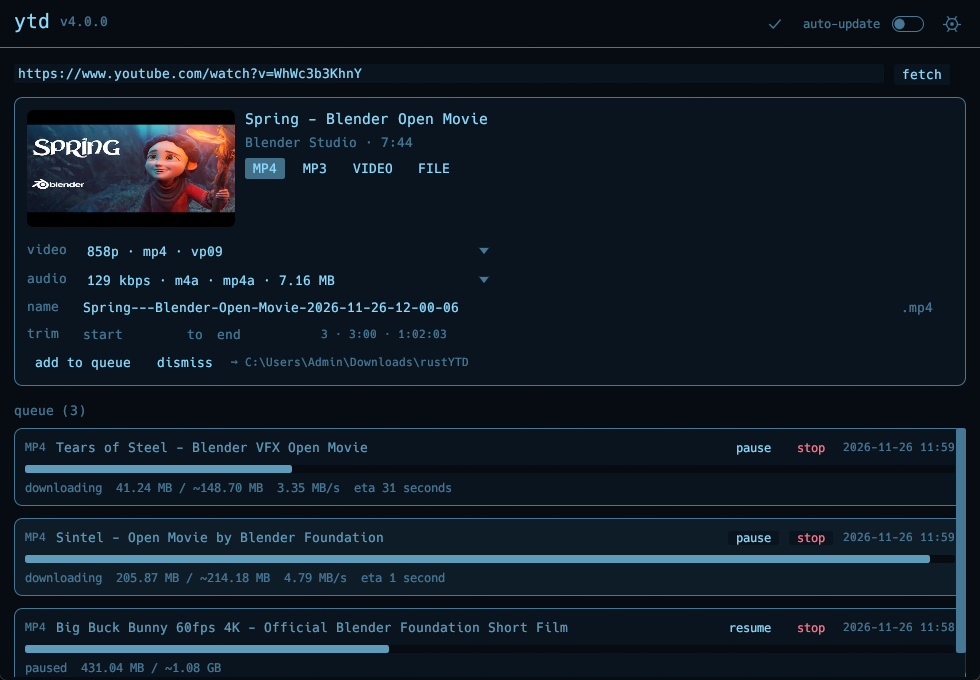 ytd v4.0.0 ✓ auto-update
https://www.youtube.com/watch?v=WhWc3b3KhnY fetch
SPRiNG
blender
Spring - Blender Open Movie
Blender Studio · 7:44
MP4 MP3 VIDEO FILE
video 858p · mp4 · vp09
audio 129 kbps · m4a · mp4a · 7.16 MB
name Spring---Blender-Open-Movie-2026-11-26-12-00-06 .mp4
trim start to end 3 · 3:00 · 1:02:03
add to queue dismiss → C:\Users\Admin\Downloads\rustYTD
queue (3)
MP4 Tears of Steel - Blender VFX Open Movie pause stop 2026-11-26 11:59
downloading 41.24 MB / ~148.70 MB 3.35 MB/s eta 31 seconds
MP4 Sintel - Open Movie by Blender Foundation pause stop 2026-11-26 11:59
downloading 205.87 MB / ~214.18 MB 4.79 MB/s eta 1 second
MP4 Big Buck Bunny 60fps 4K - Official Blender Foundation Short Film resume stop 2026-11-26 11:58
paused 431.04 MB / ~1.08 GB